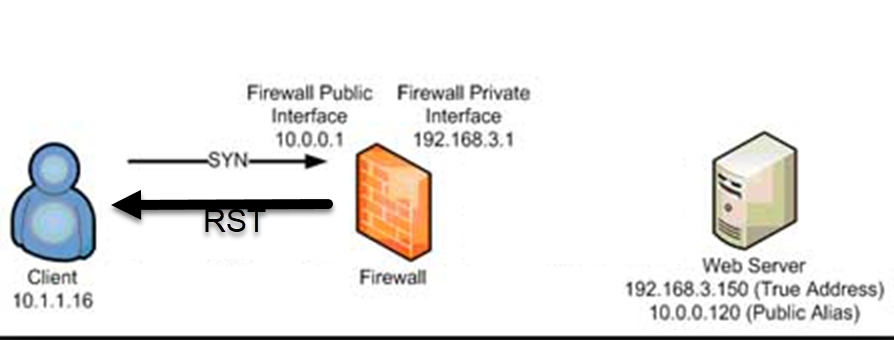 Firewall Public
Interface
10.0.0.1
Firewall Private
Interface
192.168.3.1
SYN
RST
Client
10.1.1.16
Firewall
Web Server
192.168.3.150 (True Address)
10.0.0.120 (Public Alias)